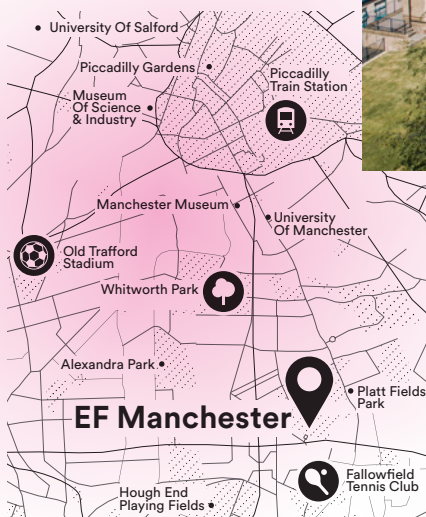 University Of Salford
Piccadilly Gardens
Piccadilly
Train Station
Museum
Of Science
& Industry
Manchester Museum
University
Of Manchester
Old Trafford
Stadium
Whitworth Park
Alexandra Park
Platt Fields
Park
EF Manchester
Fallowfield
Tennis Club
Hough End
Playing Fields